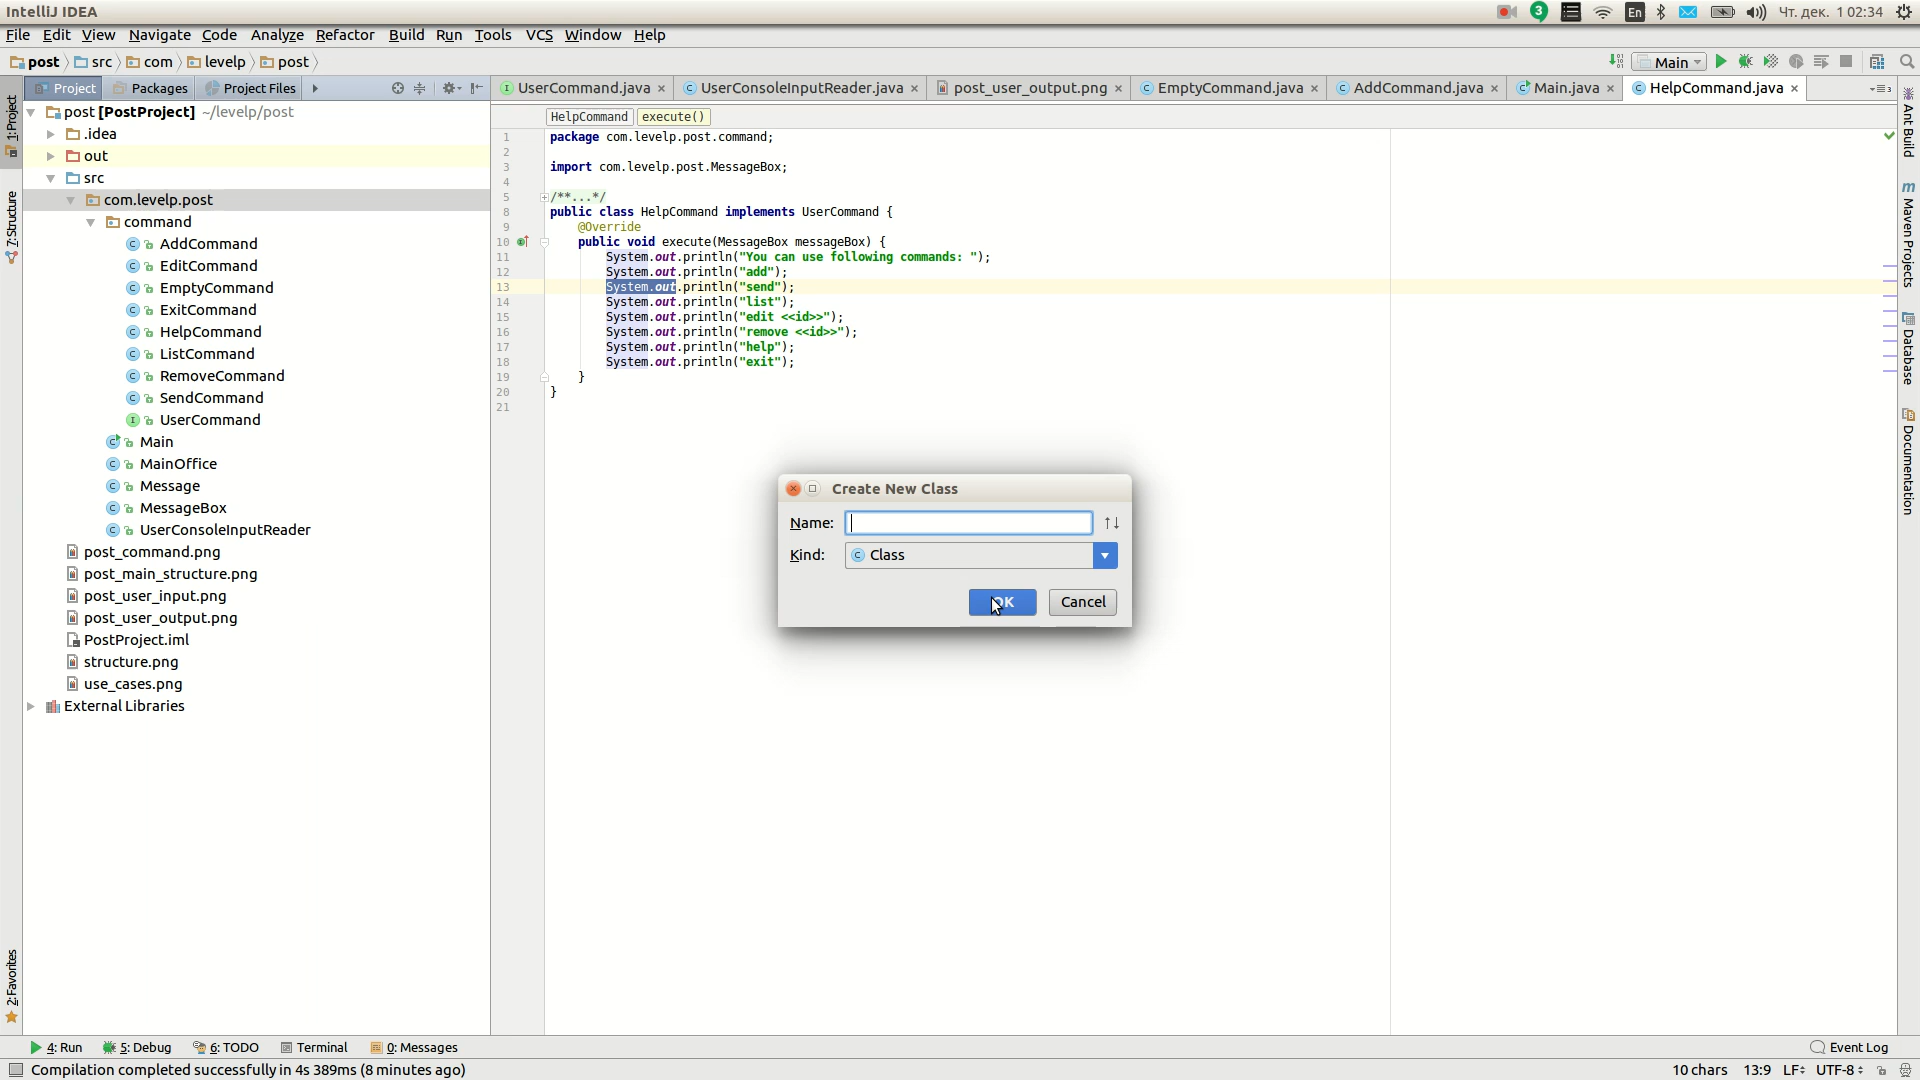 IntelliJ IDEA
3
En
Чт. дек. 1 02:34
File Edit View Navigate Code Analyze Refactor Build Run Tools VCS Window Help
post src com levelp post
Main
Project Packages Project Files
UserCommand.java UserConsoleInputReader.java post_user_output.png EmptyCommand.java AddCommand.java Main.java HelpCommand.java
1:Project
7:Structure
2:Favorites
post [PostProject] ~/levelp/post
.idea
out
src
com.levelp.post
command
AddCommand
EditCommand
EmptyCommand
ExitCommand
HelpCommand
ListCommand
RemoveCommand
SendCommand
UserCommand
Main
MainOffice
Message
MessageBox
UserConsoleInputReader
post_command.png
post_main_structure.png
post_user_input.png
post_user_output.png
PostProject.iml
structure.png
use_cases.png
External Libraries
HelpCommand execute()
1 package com.levelp.post.command;
2
3 import com.levelp.post.MessageBox;
4
5 /**...*/
8 public class HelpCommand implements UserCommand {
9 @Override
10 public void execute(MessageBox messageBox) {
11 System.out.println("You can use following commands: ");
12 System.out.println("add");
13 System.out.println("send");
14 System.out.println("list");
15 System.out.println("edit <<id>>");
16 System.out.println("remove <<id>>");
17 System.out.println("help");
18 System.out.println("exit");
19 }
20 }
21
Create New Class
Name:
Kind: Class
OK Cancel
Ant Build
Maven Projects
Database
Documentation
4: Run 5: Debug 6: TODO Terminal 0: Messages
Event Log
Compilation completed successfully in 4s 389ms (8 minutes ago)
10 chars 13:9 LF UTF-8